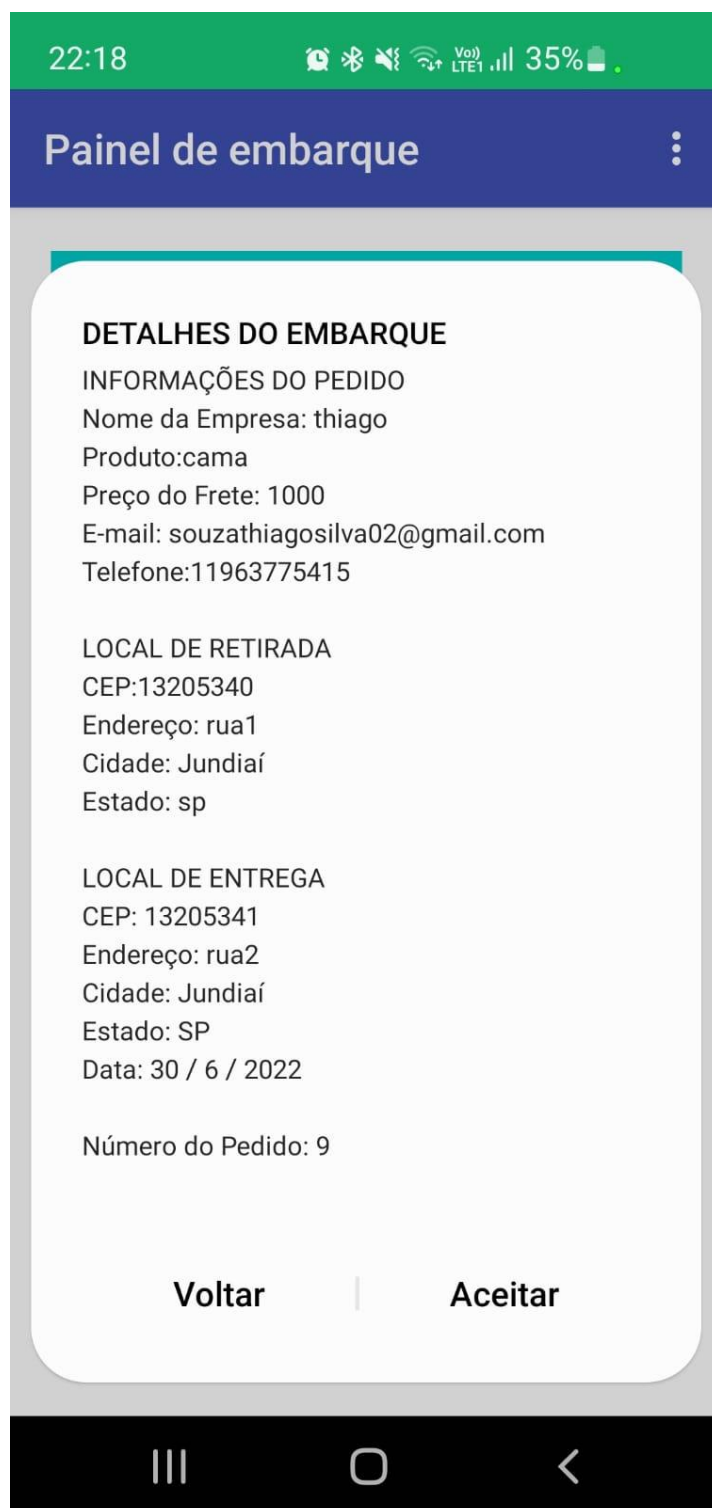 22:18 Vo)) LTE1 35%
Painel de embarque
DETALHES DO EMBARQUE
INFORMAÇÕES DO PEDIDO
Nome da Empresa: thiago
Produto:cama
Preço do Frete: 1000
E-mail: souzathiagosilva02@gmail.com
Telefone:11963775415
LOCAL DE RETIRADA
CEP:13205340
Endereço: rua1
Cidade: Jundiaí
Estado: sp
LOCAL DE ENTREGA
CEP: 13205341
Endereço: rua2
Cidade: Jundiaí
Estado: SP
Data: 30 / 6 / 2022
Número do Pedido: 9
Voltar Aceitar